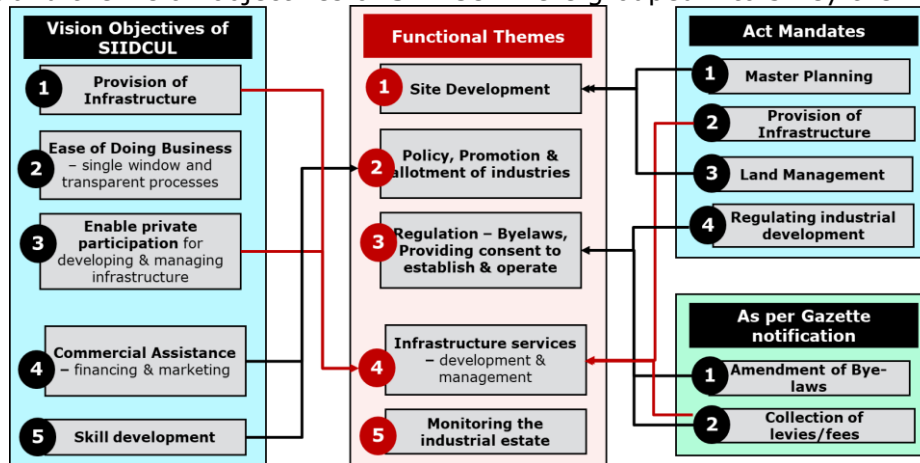 Vision Objectives of
SIIDCUL
1
Provision of
Infrastructure
2
Ease of Doing Business
– single window and
transparent processes
3
Enable private
participation for
developing & managing
infrastructure
4
Commercial Assistance
– financing & marketing
5
Skill development
Functional Themes
1
Site Development
2
Policy, Promotion &
allotment of industries
3
Regulation – Byelaws,
Providing consent to
establish & operate
4
Infrastructure services
– development &
management
5
Monitoring the
industrial estate
Act Mandates
1
Master Planning
2
Provision of
Infrastructure
3
Land Management
4
Regulating industrial
development
As per Gazette
notification
1
Amendment of Bye-
laws
2
Collection of
levies/fees